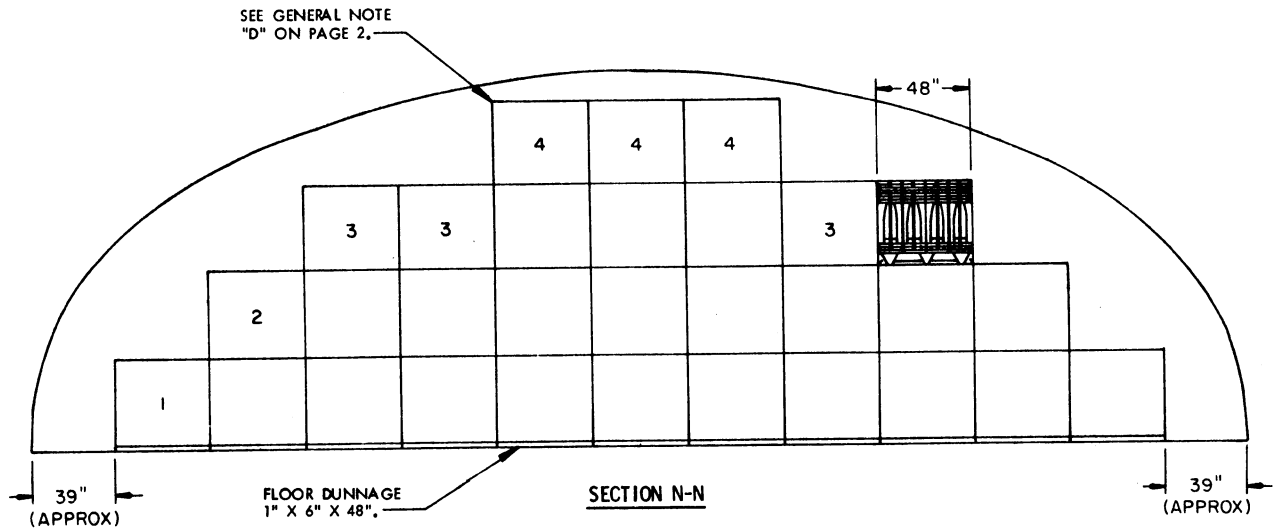 SEE GENERAL NOTE
"D" ON PAGE 2.
48"
4 4 4
3 3 3
2
1
39"
(APPROX)
FLOOR DUNNAGE
1" X 6" X 48".
SECTION N-N
39"
(APPROX)